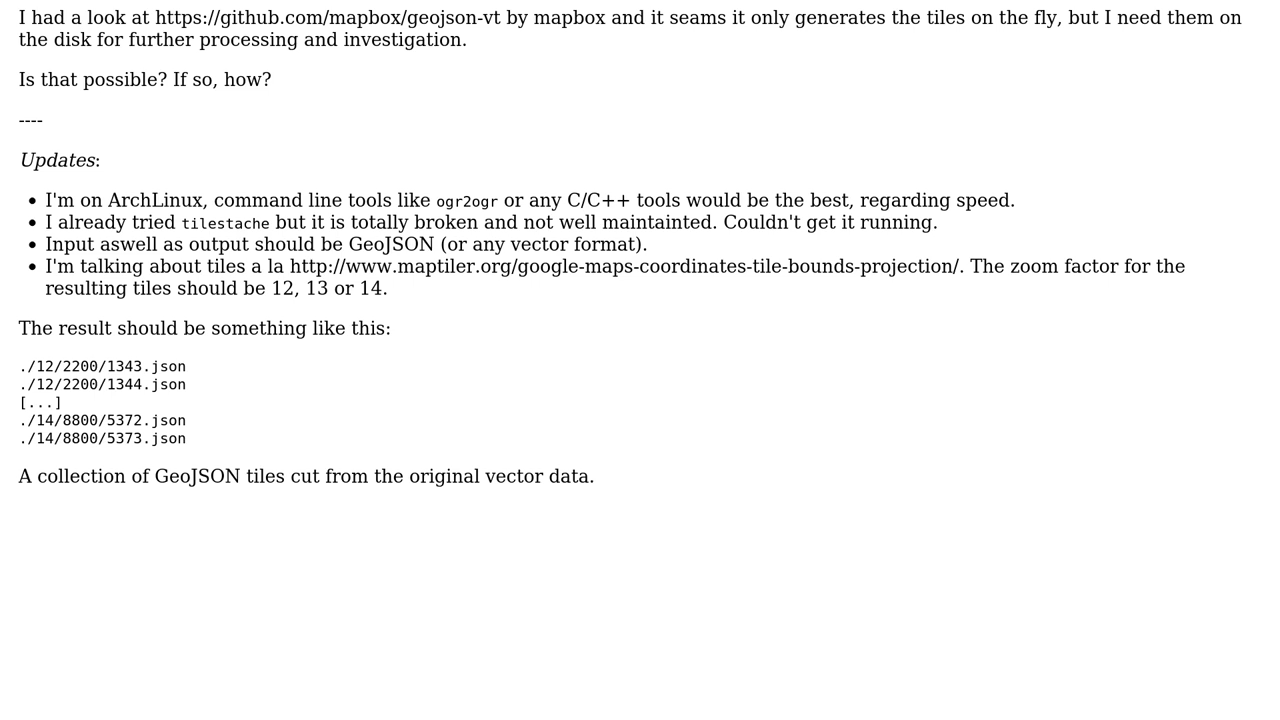 I had a look at https://github.com/mapbox/geojson-vt by mapbox and it seams it only generates the tiles on the fly, but I need them on
the disk for further processing and investigation.
Is that possible? If so, how?
----
Updates:
• I'm on ArchLinux, command line tools like ogr2ogr or any C/C++ tools would be the best, regarding speed.
• I already tried tilestache but it is totally broken and not well maintainted. Couldn't get it running.
• Input aswell as output should be GeoJSON (or any vector format).
• I'm talking about tiles a la http://www.maptiler.org/google-maps-coordinates-tile-bounds-projection/. The zoom factor for the
resulting tiles should be 12, 13 or 14.
The result should be something like this:
./12/2200/1343.json
./12/2200/1344.json
[...]
./14/8800/5372.json
./14/8800/5373.json
A collection of GeoJSON tiles cut from the original vector data.